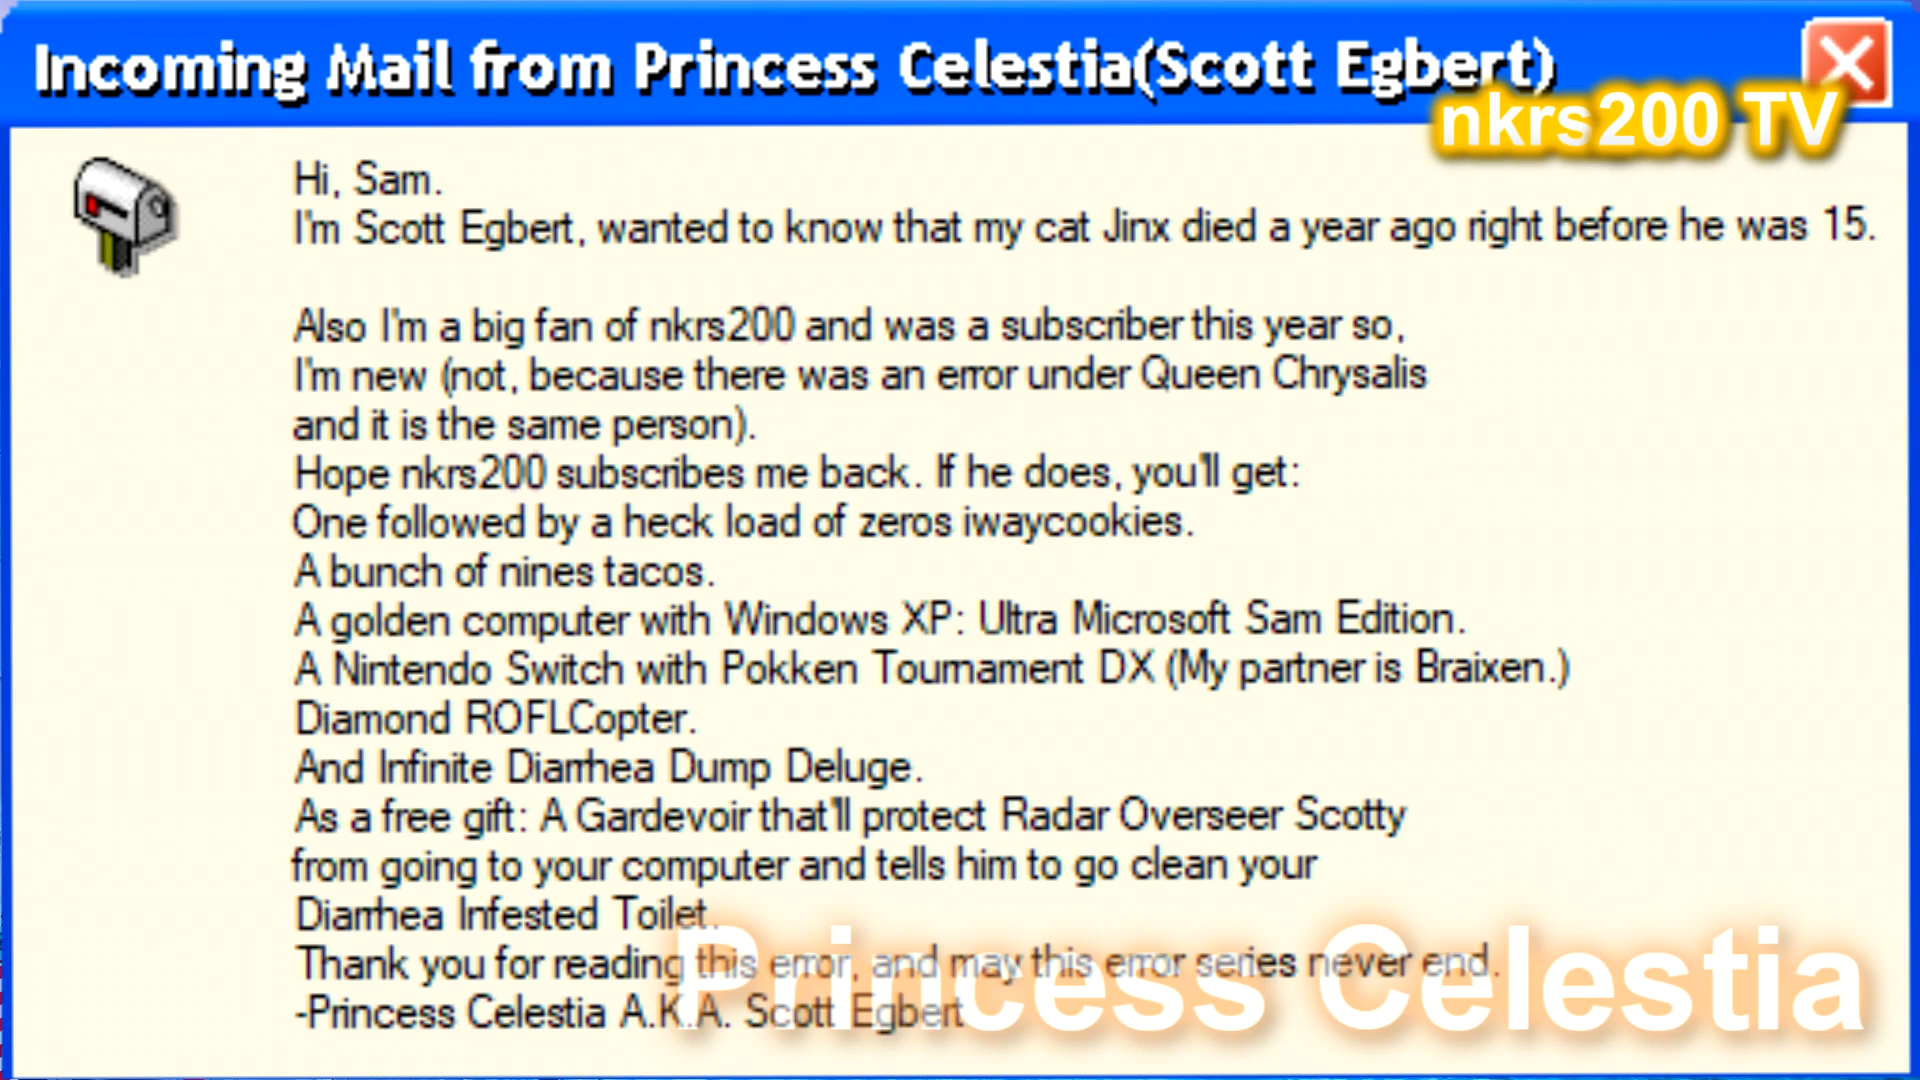 Incoming Mail from Princess Celestia(Scott Egbert)
nkrs200 TV
Hi, Sam.
I'm Scott Egbert, wanted to know that my cat Jinx died a year ago right before he was 15.
Also I'm a big fan of nkrs200 and was a subscriber this year so,
I'm new (not, because there was an error under Queen Chrysalis
and it is the same person).
Hope nkrs200 subscribes me back. If he does, you'll get:
One followed by a heck load of zeros iwaycookies.
A bunch of nines tacos.
A golden computer with Windows XP: Ultra Microsoft Sam Edition.
A Nintendo Switch with Pokken Tournament DX (My partner is Braixen.)
Diamond ROFLCopter.
And Infinite Diarrhea Dump Deluge.
As a free gift: A Gardevoir that'll protect Radar Overseer Scotty
from going to your computer and tells him to go clean your
Diarrhea Infested Toilet.
Thank you for reading this error, and may this error series never end.
-Princess Celestia A.K.A. Scott Egbert
Princess Celestia